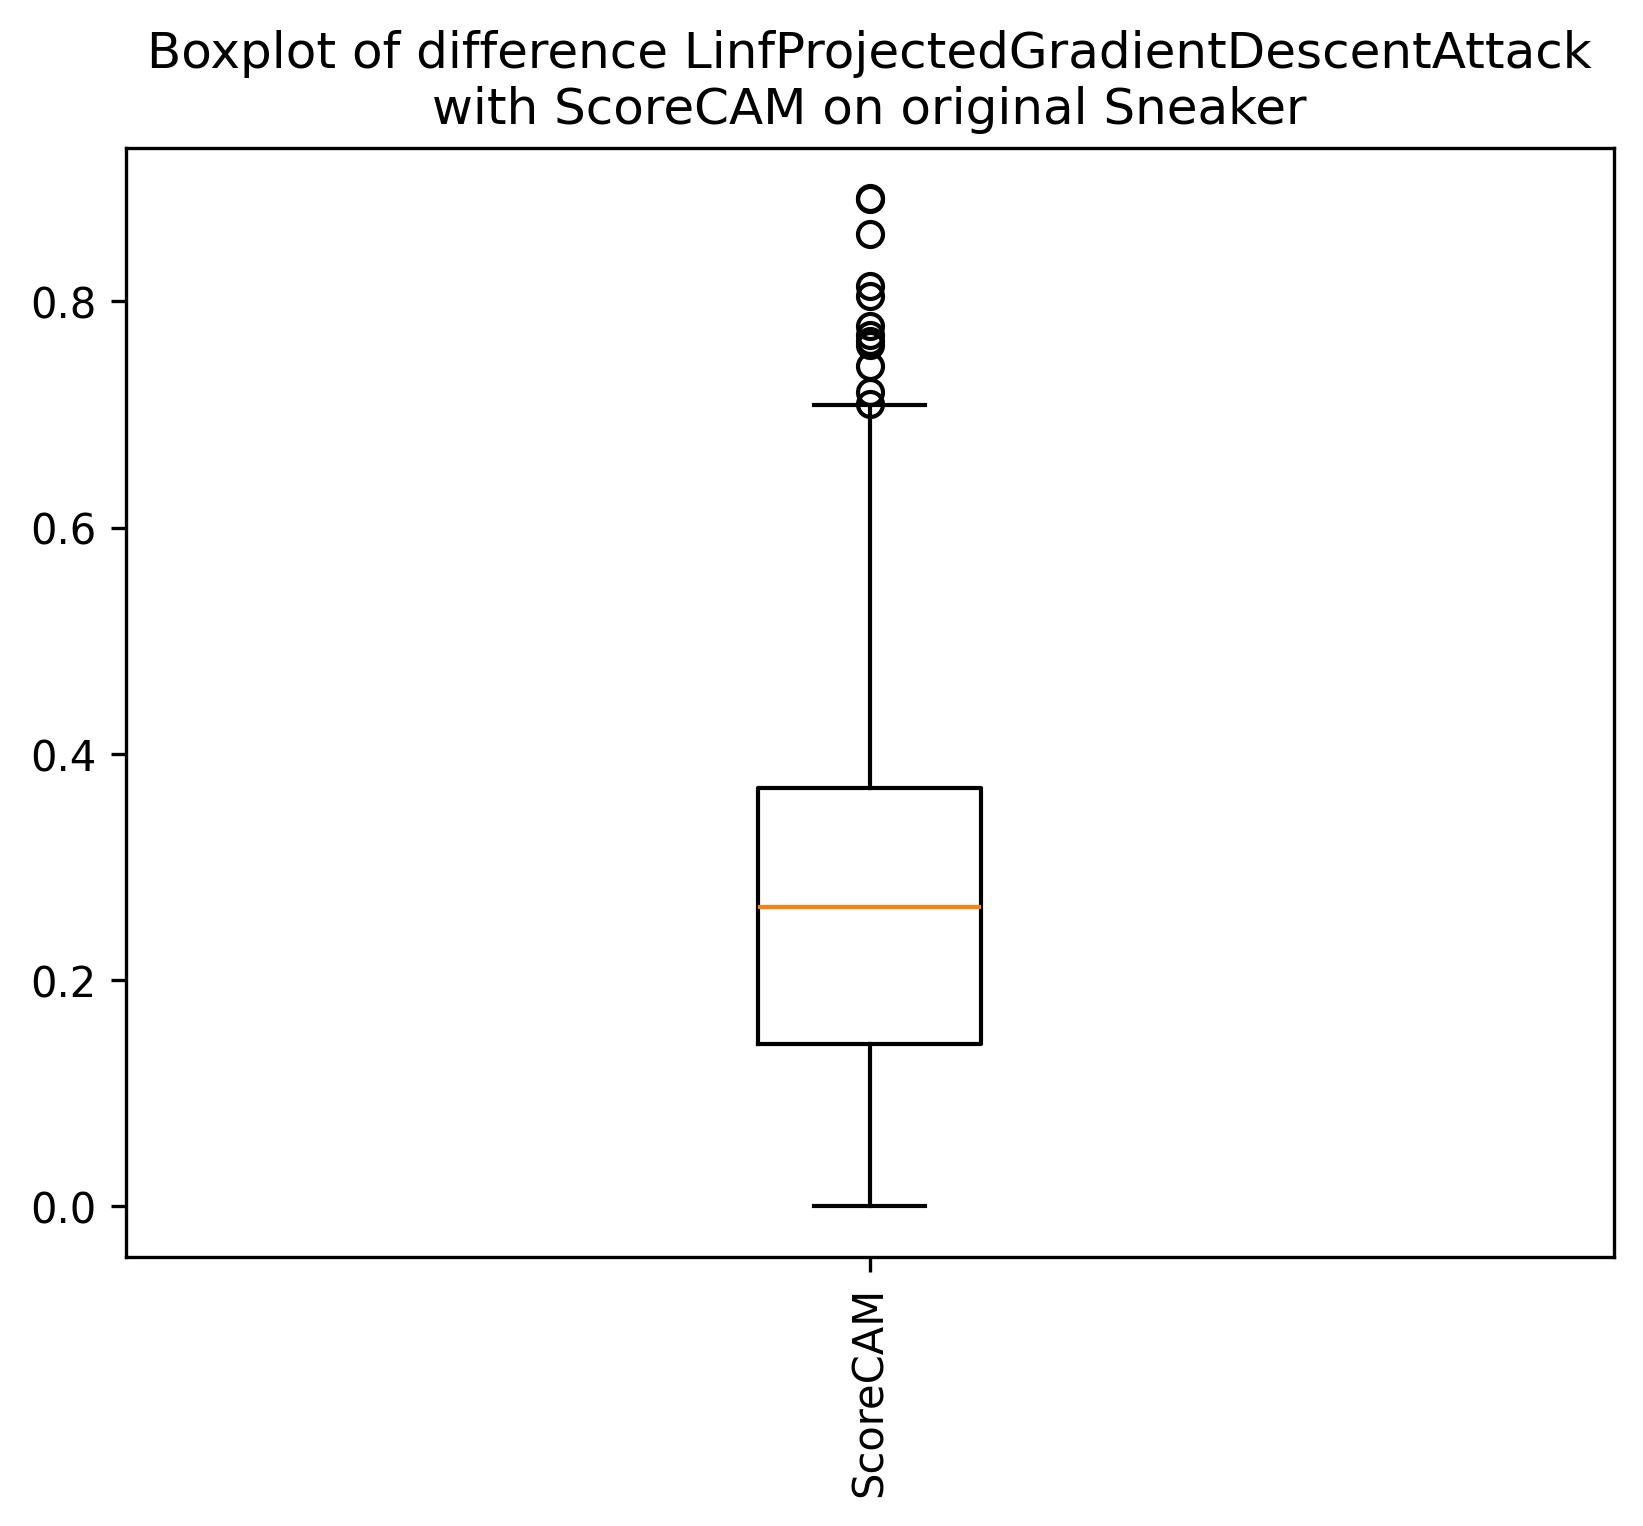 Boxplot of difference LinfProjectedGradientDescentAttack
with ScoreCAM on original Sneaker
0.8
0.6
0.4
0.2
0.0
ScoreCAM